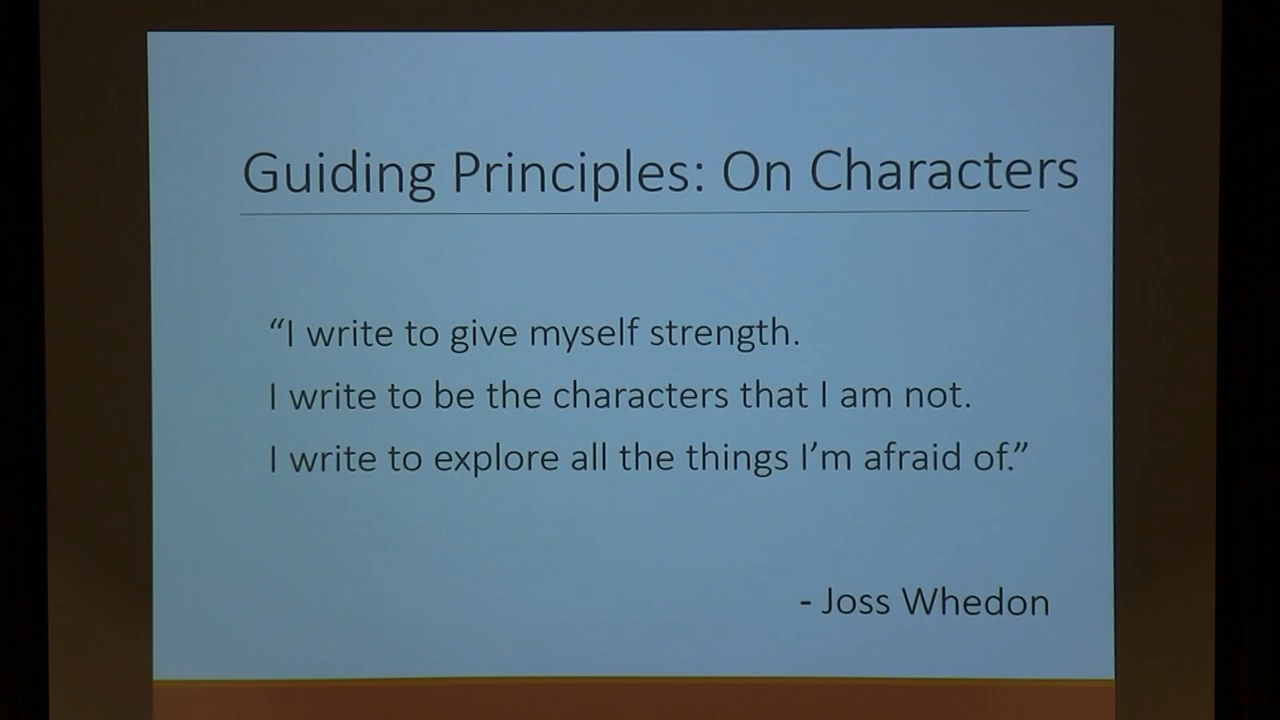 Guiding Principles: On Characters
“I write to give myself strength.
I write to be the characters that I am not.
I write to explore all the things I’m afraid of.”
- Joss Whedon